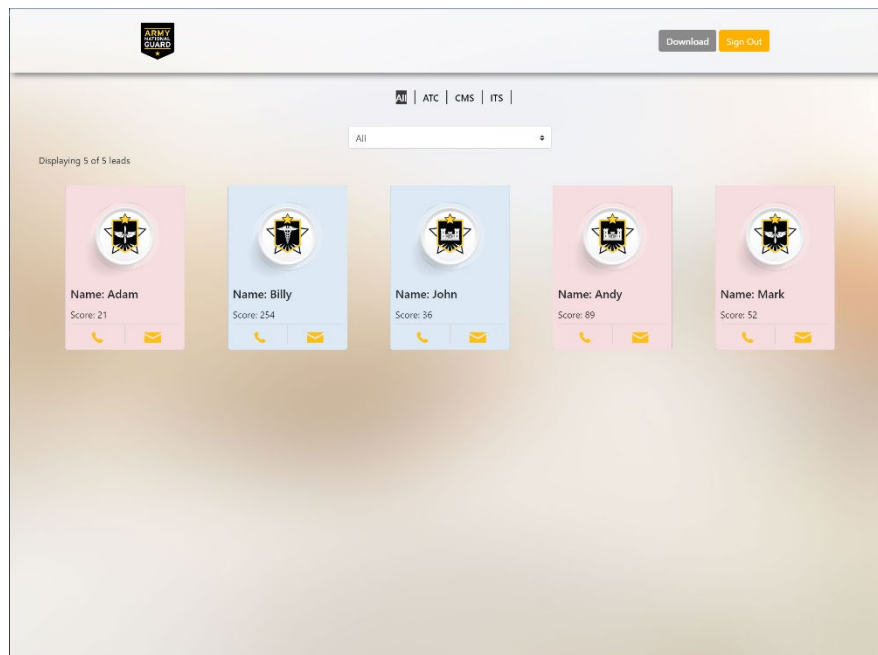 ARMY
NATIONAL
GUARD
Download
Sign Out
All | ATC | CMS | ITS |
All
Displaying 5 of 5 leads
Name: Adam
Score: 21
Name: Billy
Score: 254
Name: John
Score: 36
Name: Andy
Score: 89
Name: Mark
Score: 52